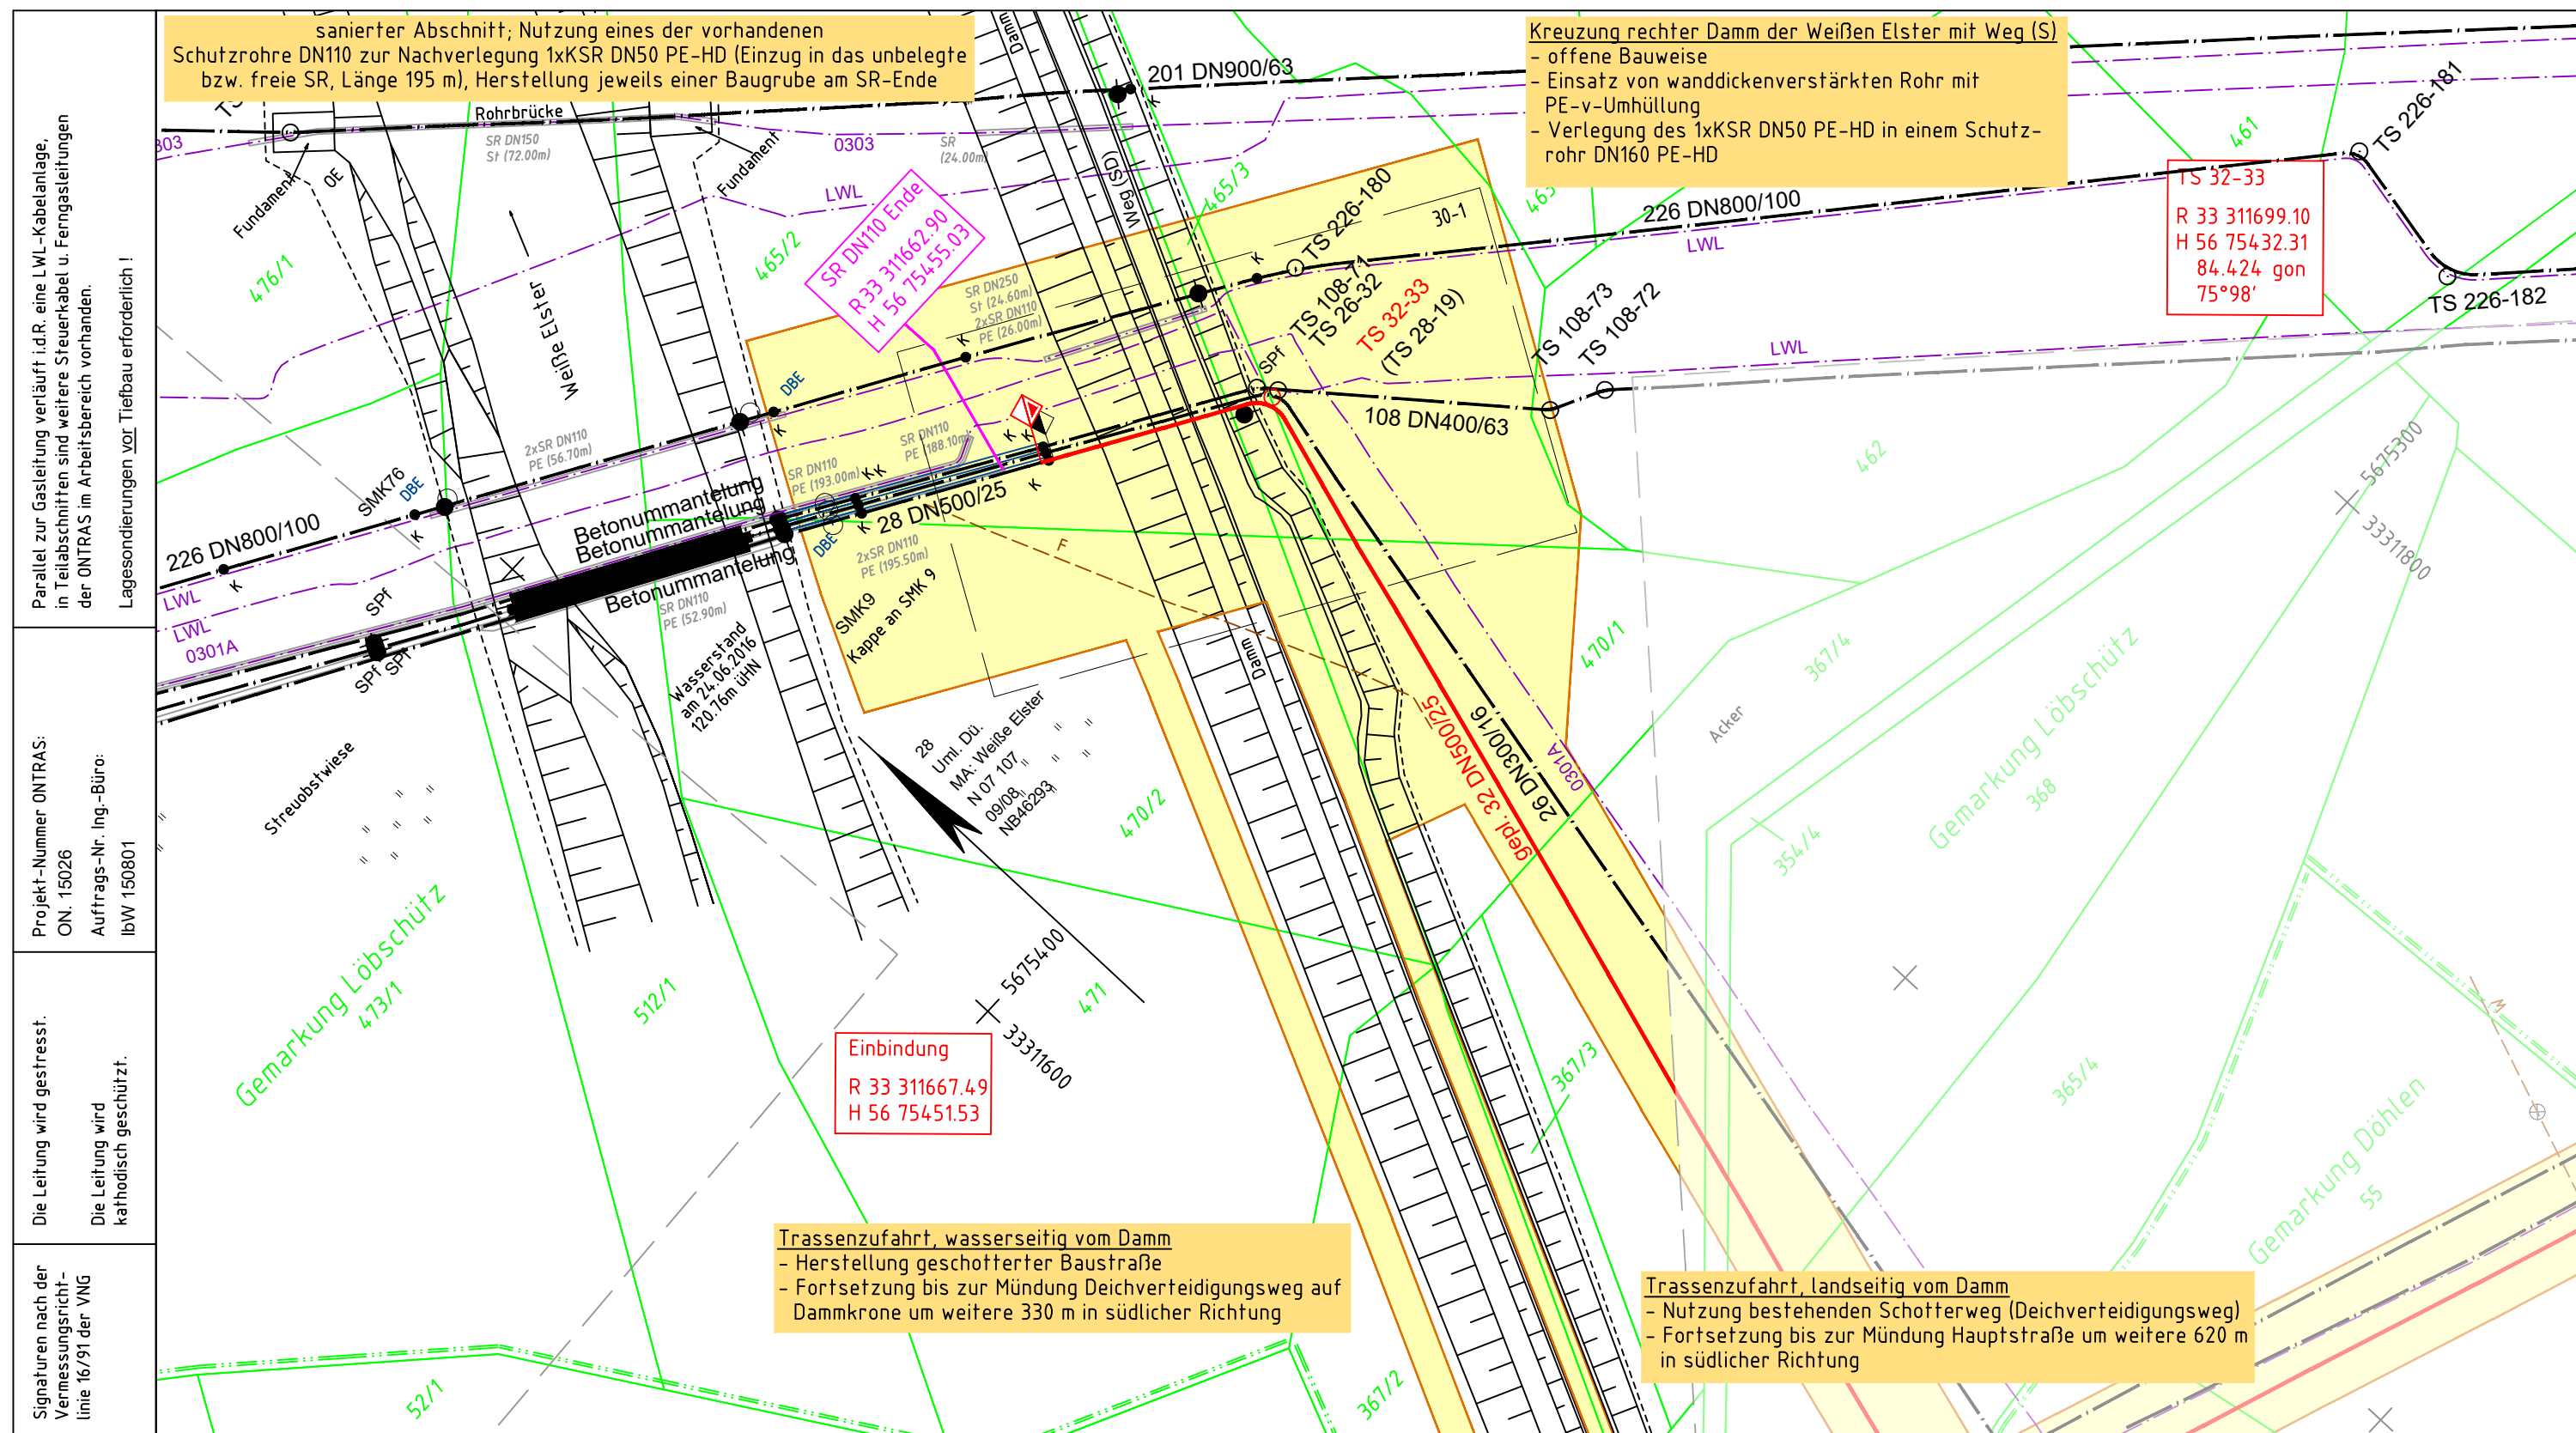 Parallel zur Gasleitung verläuft i.d.R. eine LWL-Kabelanlage,
in Teilabschnitten sind weitere Steuerkabel u. Ferngasleitungen
der ONTRAS im Arbeitsbereich vorhanden.
Lagesondierungen vor Tiefbau erforderlich !
Projekt-Nummer ONTRAS:
ON. 15026
Auftrags-Nr. Ing.-Büro:
IbW 150801
Die Leitung wird gestresst.
Die Leitung wird
kathodisch geschützt.
Signaturen nach der
Vermessungsricht-
linie 16/91 der VNG
sanierter Abschnitt; Nutzung eines der vorhandenen
Schutzrohre DN110 zur Nachverlegung 1xKSR DN50 PE-HD (Einzug in das unbelegte
bzw. freie SR, Länge 195 m), Herstellung jeweils einer Baugrube am SR-Ende
Kreuzung rechter Damm der Weißen Elster mit Weg (S)
- offene Bauweise
- Einsatz von wanddickenverstärkten Rohr mit
PE-v-Umhüllung
- Verlegung des 1xKSR DN50 PE-HD in einem Schutz-
rohr DN160 PE-HD
TS
303
Rohrbrücke
SR DN150
St (72.00m)
Fundament
OE
Fundament
476/1
Weiße Elster
465/2
LWL
0303
SR
(24.00m)
Damm
Weg (S)
K
201 DN900/63
465/3
465
461
TS 226-181
TS 226-182
226 DN800/100
LWL
TS 32-33
R 33 311699.10
H 56 75432.31
84.424 gon
75°98'
SR DN110 Ende
R 33 311662.90
H 56 75455.03
SR DN250
St (24.60m)
2xSR DN110
PE (26.00m)
K
K
TS 226-180
30-1
TS 108-71
TS 26-32
TS 32-33
(TS 28-19)
SPf
TS 108-73
TS 108-72
LWL
108 DN400/63
DBE
K
2xSR DN110
PE (56.70m)
SMK76
DBE
K
226 DN800/100
K
LWL
LWL
0301A
SPf
SPf
SPf
Betonummantelung
Betonummantelung
Betonummantelung
SR DN110
PE (52.90m)
SR DN110
PE (193.00m)
SR DN110
PE (188.10m)
K
K
K
K
K
K
28 DN500/25
DBE
2xSR DN110
PE (195.50m)
SMK9
Kappe an SMK 9
F
Wasserstand
am 24.06.2016
120.76m üHN
Damm
28
Uml. Dü.
MA: Weiße Elster
N 07 107
09/08
NB46293
Streuobstwiese
Gemarkung Löbschütz
473/1
512/1
470/2
471
5675400
33311600
Einbindung
R 33 311667.49
H 56 75451.53
gepl. 32 DN500/25
26 DN300/16
0301A
470/1
Acker
462
5675300
33311800
367/4
Gemarkung Löbschütz
368
354/4
367/3
365/4
W
Gemarkung Döhlen
55
Trassenzufahrt, wasserseitig vom Damm
- Herstellung geschotterter Baustraße
- Fortsetzung bis zur Mündung Deichverteidigungsweg auf
Dammkrone um weitere 330 m in südlicher Richtung
Trassenzufahrt, landseitig vom Damm
- Nutzung bestehenden Schotterweg (Deichverteidigungsweg)
- Fortsetzung bis zur Mündung Hauptstraße um weitere 620 m
in südlicher Richtung
52/1
367/2